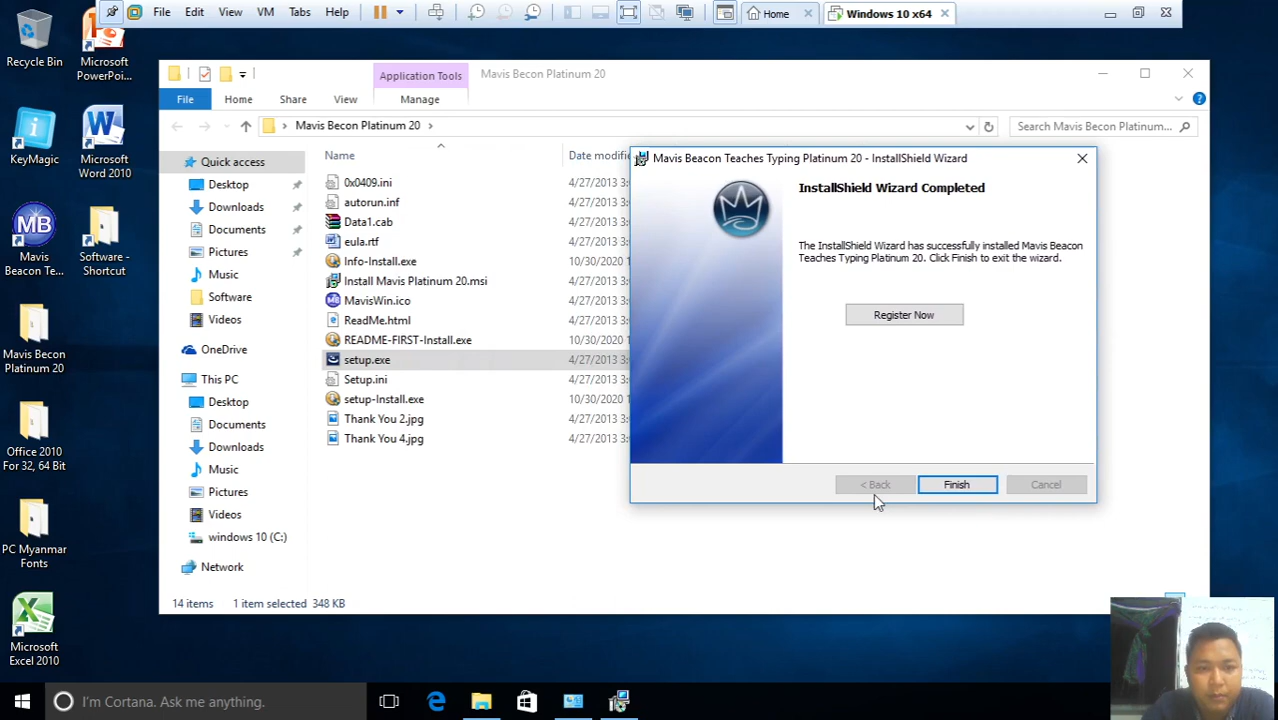 File Edit View VM Tabs Help
Home
Windows 10 x64
Recycle Bin
Microsoft
PowerPoi...
KeyMagic
Microsoft
Word 2010
MB
Mavis
Beacon Te...
Software -
Shortcut
Mavis Becon
Platinum 20
Office 2010
For 32, 64 Bit
PC Myanmar
Fonts
Microsoft
Excel 2010
Application Tools
Mavis Becon Platinum 20
File Home Share View Manage
Mavis Becon Platinum 20
Search Mavis Becon Platinum...
Quick access
Desktop
Downloads
Documents
Pictures
Music
Software
Videos
OneDrive
This PC
Desktop
Documents
Downloads
Music
Pictures
Videos
windows 10 (C:)
Network
Name
Date modifie
0x0409.ini 4/27/2013 3:
autorun.inf 4/27/2013 3:
Data1.cab 4/27/2013 3:
eula.rtf 4/27/2013 3:
Info-Install.exe 10/30/2020 1
Install Mavis Platinum 20.msi 4/27/2013 3:
MavisWin.ico 4/27/2013 3:
ReadMe.html 4/27/2013 3:
README-FIRST-Install.exe 10/30/2020 1
setup.exe 4/27/2013 3:
Setup.ini 4/27/2013 3:
setup-Install.exe 10/30/2020 1
Thank You 2.jpg 4/27/2013 3:
Thank You 4.jpg 4/27/2013 3:
14 items 1 item selected 348 KB
Mavis Beacon Teaches Typing Platinum 20 - InstallShield Wizard
InstallShield Wizard Completed
The InstallShield Wizard has successfully installed Mavis Beacon
Teaches Typing Platinum 20. Click Finish to exit the wizard.
Register Now
< Back
Finish
Cancel
I'm Cortana. Ask me anything.